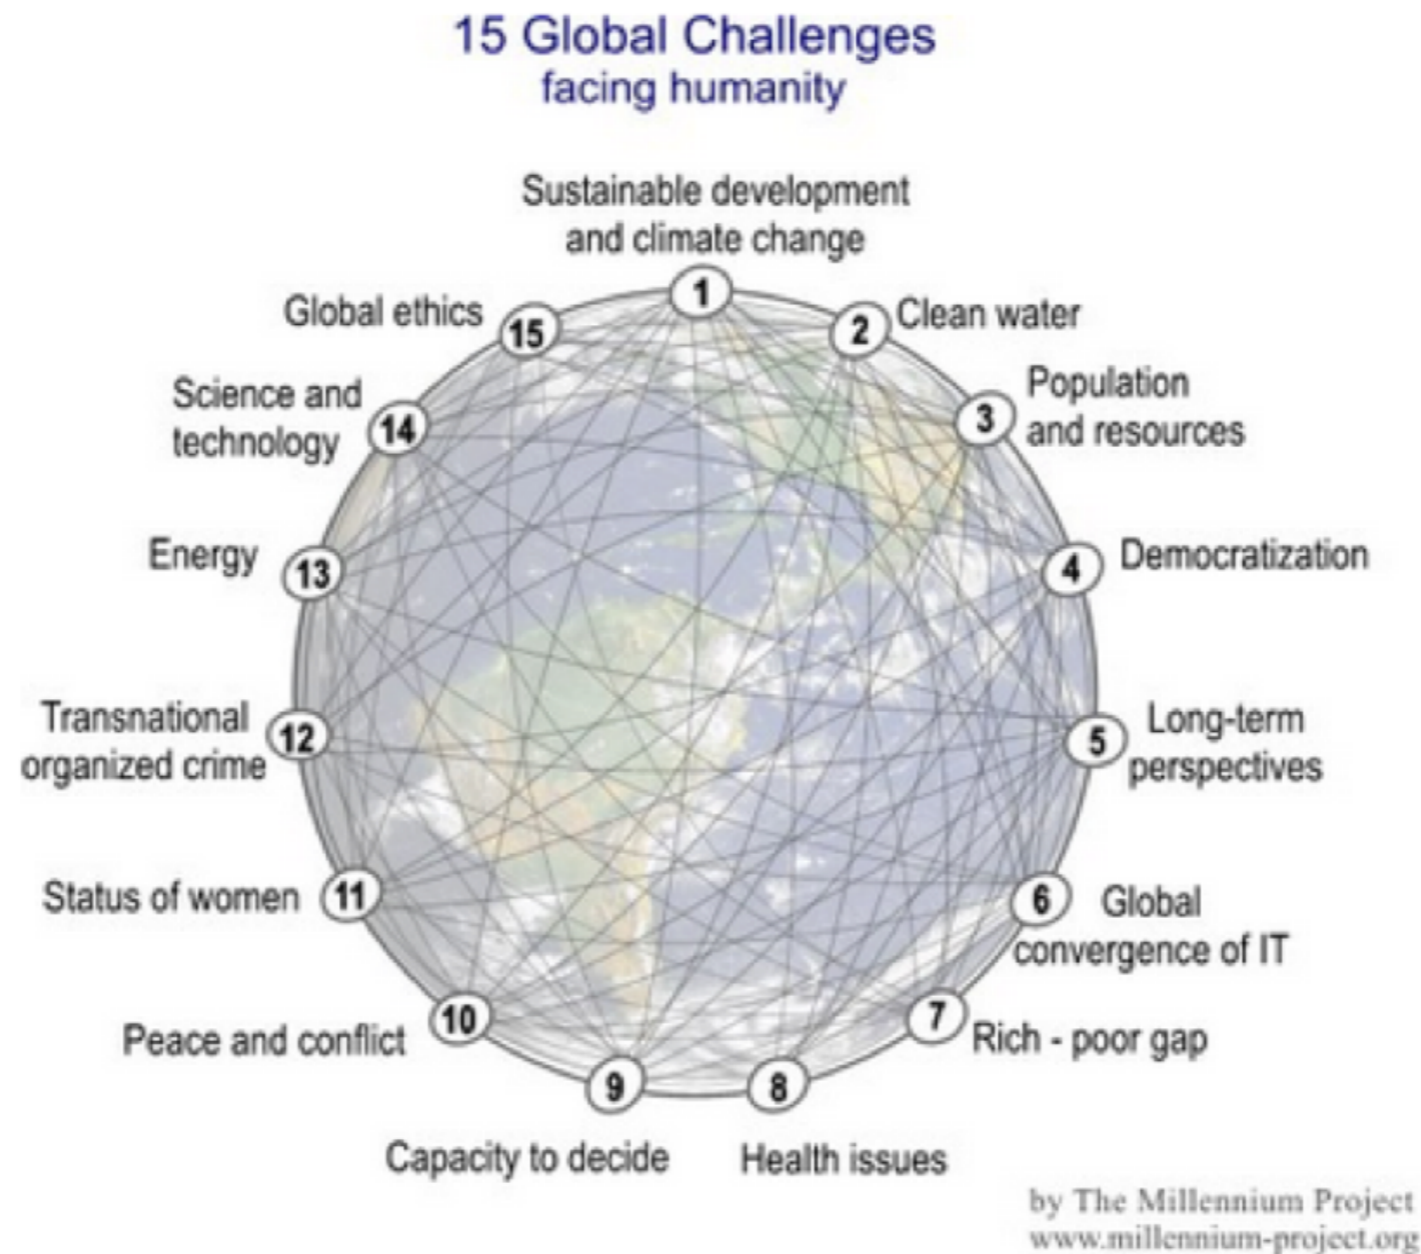 15 Global Challenges
facing humanity
Sustainable development
and climate change
1
2
Clean water
3
Population
and resources
4
Democratization
5
Long-term
perspectives
6
Global
convergence of IT
7
Rich - poor gap
8
Health issues
9
Capacity to decide
10
Peace and conflict
11
Status of women
12
Transnational
organized crime
13
Energy
14
Science and
technology
15
Global ethics
by The Millennium Project
www.millennium-project.org